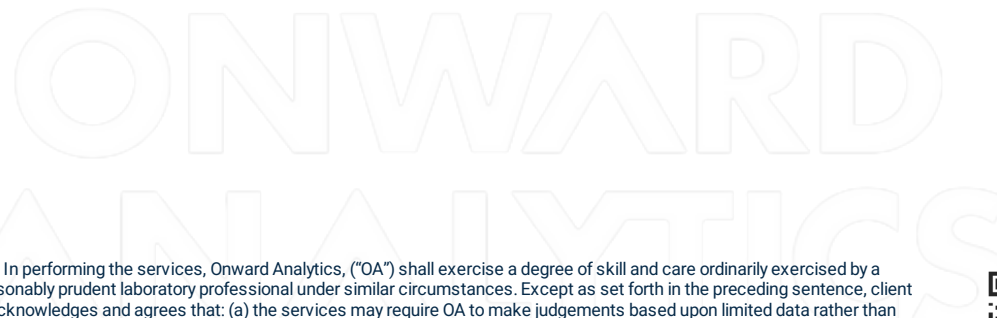 ONWARD
ANALYTICS
In performing the services, Onward Analytics, (“OA”) shall exercise a degree of skill and care ordinarily exercised by a
prudent laboratory professional under similar circumstances. Except as set forth in the preceding sentence, client
and agrees that: (a) the services may require OA to make judgements based upon limited data rather than